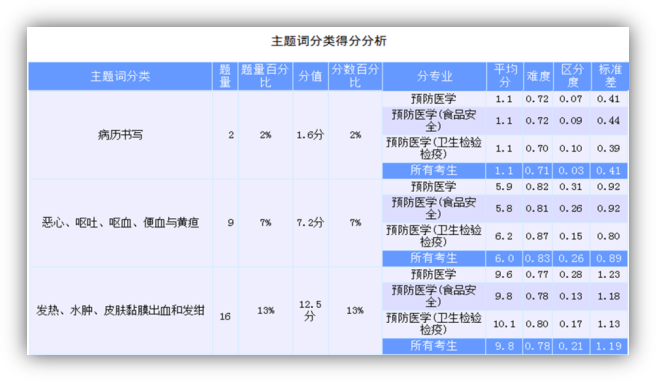 主题词分类得分分析
主题词分类 题量 题量百分比 分值 分数百分比 分专业 平均分 难度 区分度 标准差
病历书写 2 2% 1.6分 2% 预防医学 1.1 0.72 0.07 0.41
预防医学(食品安全) 1.1 0.72 0.09 0.44
预防医学(卫生检验检疫) 1.1 0.70 0.10 0.39
所有考生 1.1 0.71 0.03 0.41
恶心、呕吐、呕血、便血与黄疸 9 7% 7.2分 7% 预防医学 5.9 0.82 0.31 0.92
预防医学(食品安全) 5.8 0.81 0.26 0.92
预防医学(卫生检验检疫) 6.2 0.87 0.15 0.80
所有考生 6.0 0.83 0.26 0.89
发热、水肿、皮肤黏膜出血和发绀 16 13% 12.5分 13% 预防医学 9.6 0.77 0.28 1.23
预防医学(食品安全) 9.8 0.78 0.13 1.18
预防医学(卫生检验检疫) 10.1 0.80 0.17 1.13
所有考生 9.8 0.78 0.21 1.19